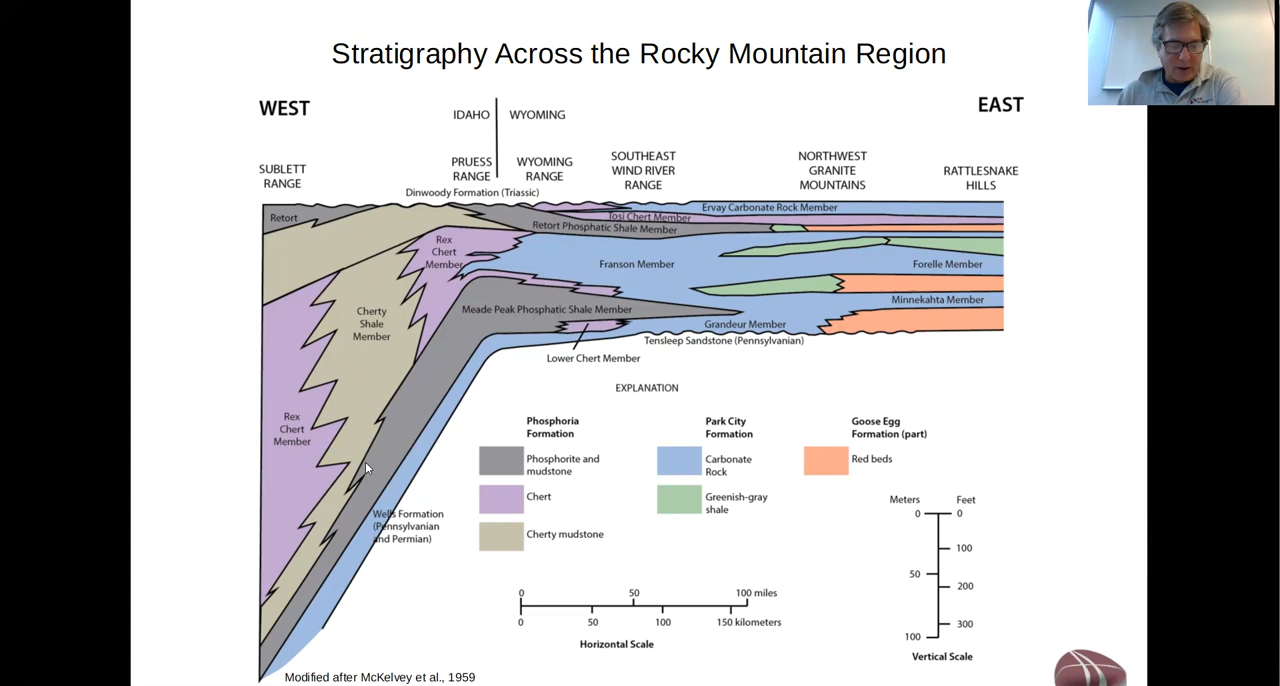 Stratigraphy Across the Rocky Mountain Region
WEST
EAST
IDAHO
WYOMING
SUBLETT
RANGE
PRUESS
RANGE
WYOMING
RANGE
SOUTHEAST
WIND RIVER
RANGE
NORTHWEST
GRANITE
MOUNTAINS
RATTLESNAKE
HILLS
Dinwoody Formation (Triassic)
Retort
Ervay Carbonate Rock Member
Tosi Chert Member
Retort Phosphatic Shale Member
Rex
Chert
Member
Franson Member
Forelle Member
Cherty
Shale
Member
Meade Peak Phosphatic Shale Member
Minnekahta Member
Grandeur Member
Tensleep Sandstone (Pennsylvanian)
Lower Chert Member
Rex
Chert
Member
Wells Formation
(Pennsylvanian
and Permian)
EXPLANATION
Phosphoria
Formation
Phosphorite and
mudstone
Chert
Cherty mudstone
Park City
Formation
Carbonate
Rock
Greenish-gray
shale
Goose Egg
Formation (part)
Red beds
0 50 100 miles
0 50 100 150 kilometers
Horizontal Scale
Meters Feet
0 0
100
50 200
300
100
Vertical Scale
Modified after McKelvey et al., 1959